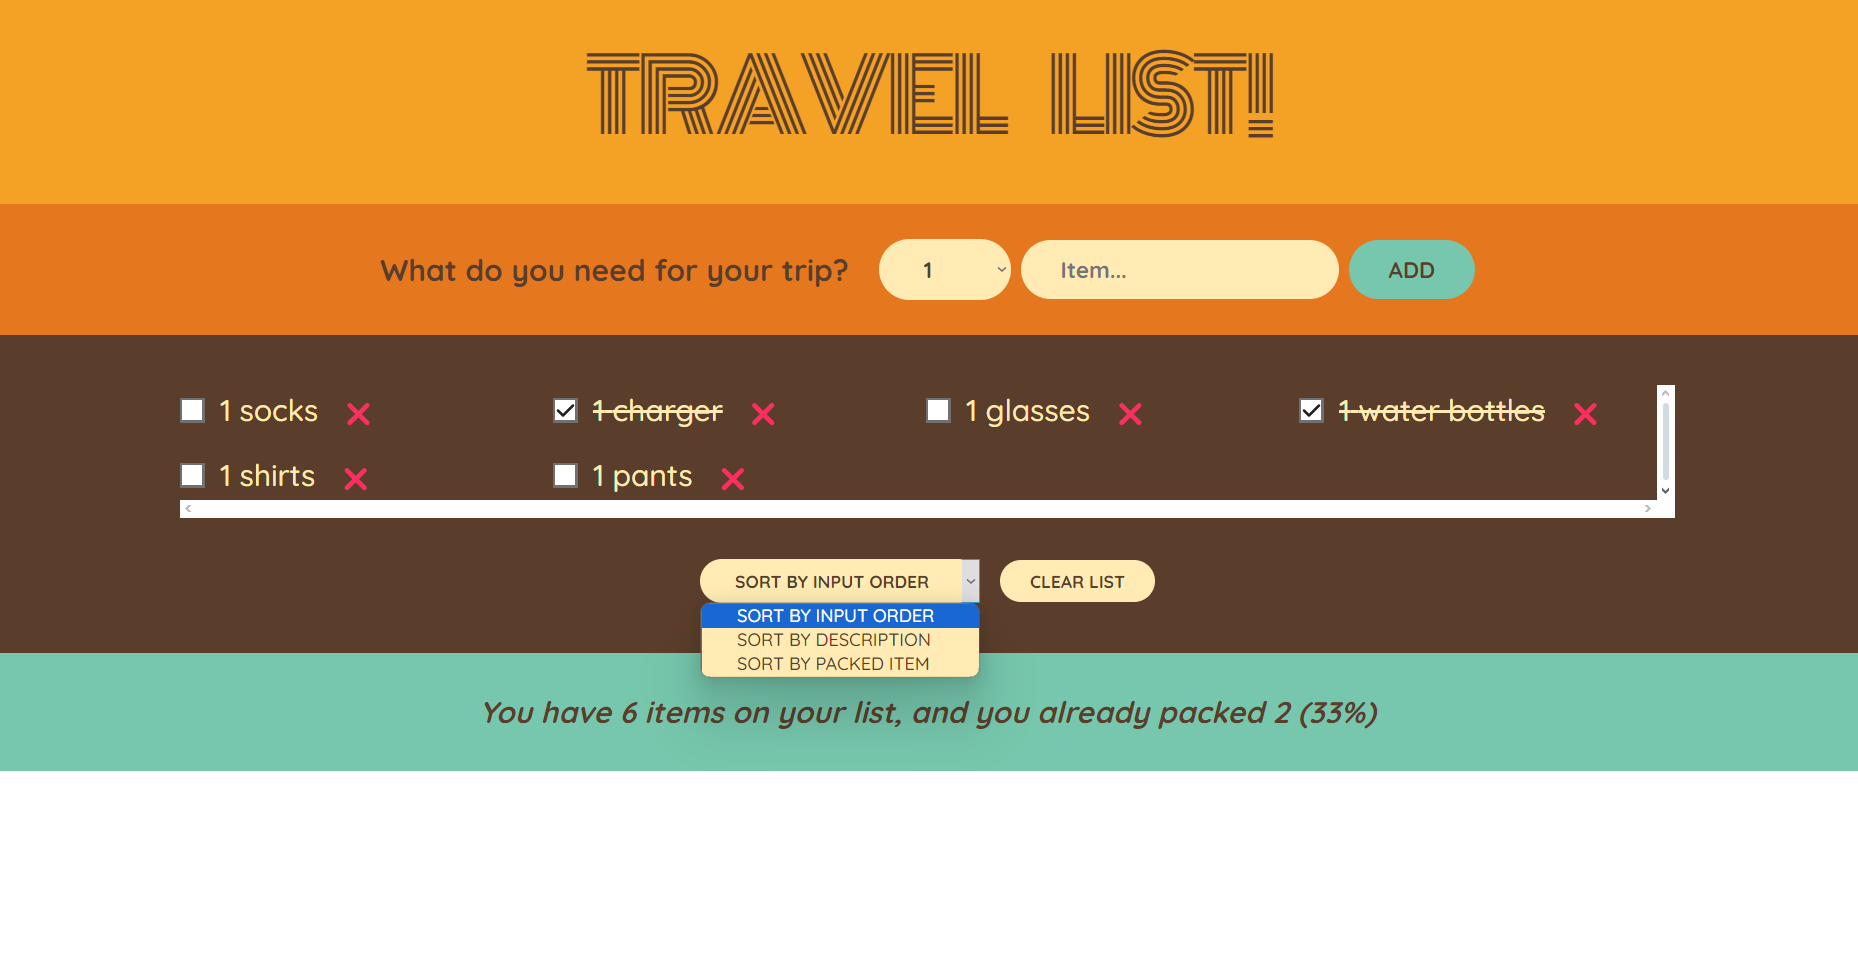 TRAVEL LIST!
What do you need for your trip? 1 Item... ADD
1 socks 1 charger 1 glasses 1 water bottles
1 shirts 1 pants
SORT BY INPUT ORDER CLEAR LIST
SORT BY INPUT ORDER
SORT BY DESCRIPTION
SORT BY PACKED ITEM
You have 6 items on your list, and you already packed 2 (33%)